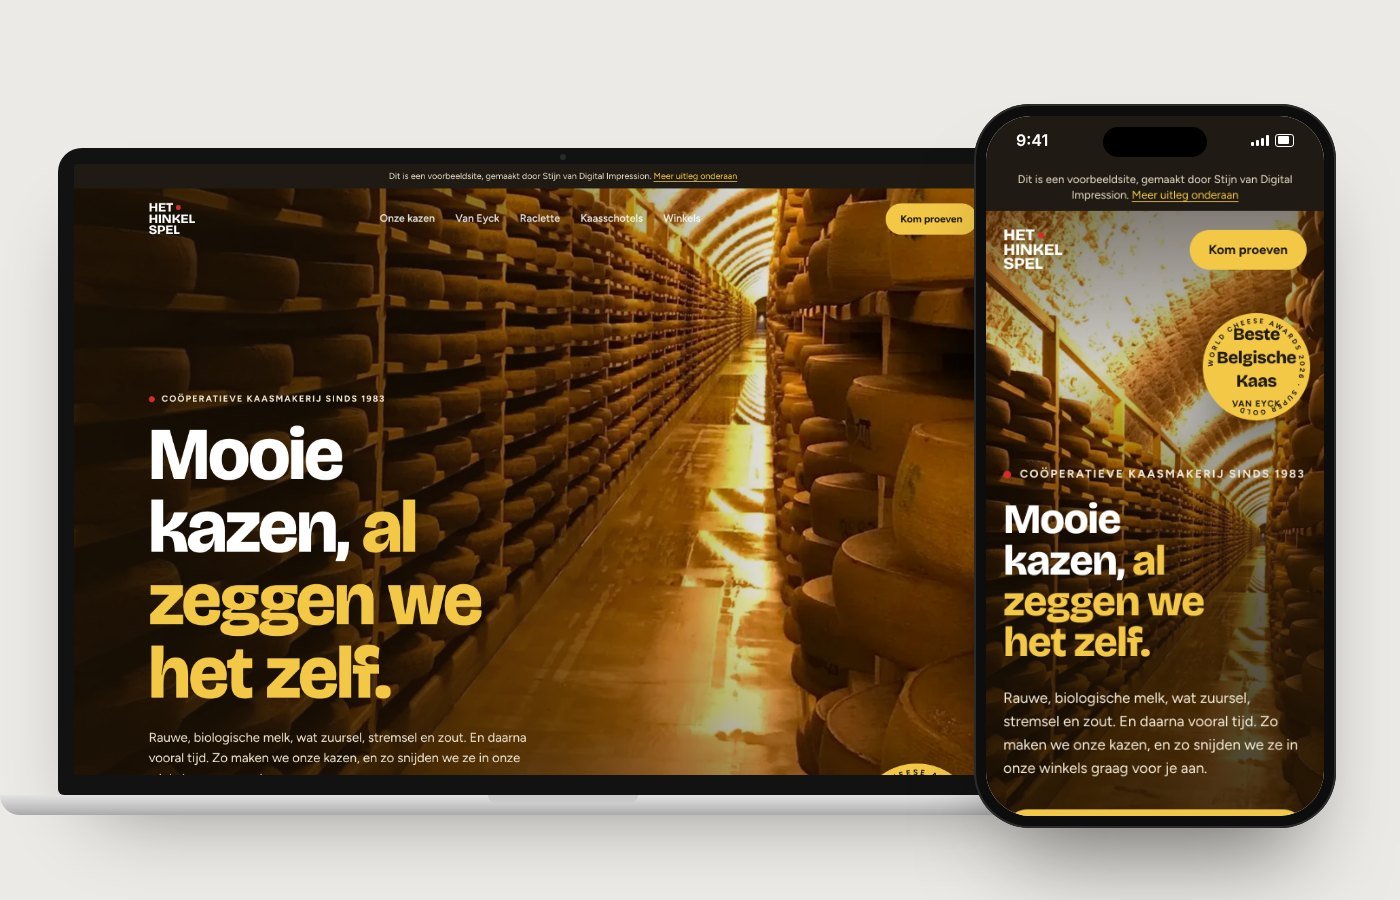 Dit is een voorbeeldsite, gemaakt door Stijn van Digital Impression. Meer uitleg onderaan
HET
HINKEL
SPEL
Onze kazen
Van Eyck
Raclette
Kaasschotels
Winkels
Kom proeven
COÖPERATIEVE KAASMAKERIJ SINDS 1983
Mooie
kazen, al
zeggen we
het zelf.
Rauwe, biologische melk, wat zuursel, stremsel en zout. En daarna
vooral tijd. Zo maken we onze kazen, en zo snijden we ze in onze
9:41
Dit is een voorbeeldsite, gemaakt door Stijn van Digital
Impression. Meer uitleg onderaan
HET
HINKEL
SPEL
Kom proeven
WORLD CHEESE AWARDS 2026 · SUPER GOLD
Beste
Belgische
Kaas
VAN EYCK
COÖPERATIEVE KAASMAKERIJ SINDS 1983
Mooie
kazen, al
zeggen we
het zelf.
Rauwe, biologische melk, wat zuursel,
stremsel en zout. En daarna vooral tijd. Zo
maken we onze kazen, en zo snijden we ze in
onze winkels graag voor je aan.